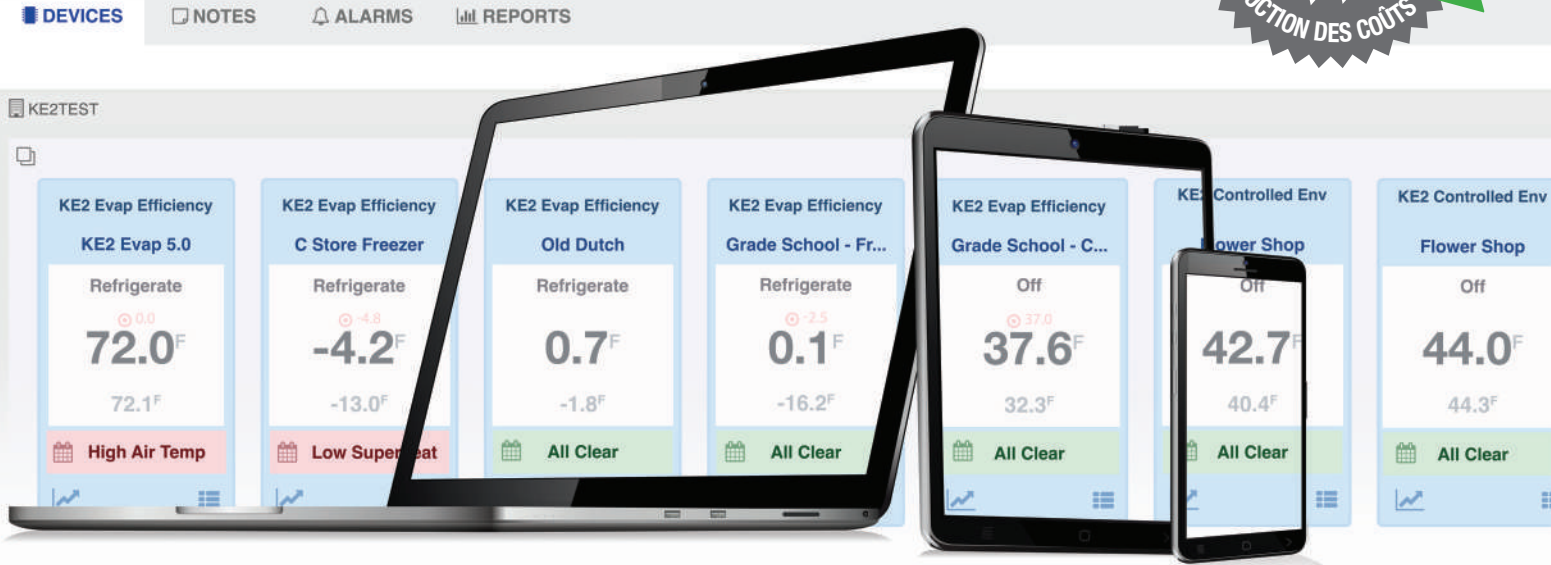 DEVICES
NOTES
ALARMS
REPORTS
DES COÛTS
KE2TEST
KE2 Evap Efficiency
KE2 Evap 5.0
Refrigerate
0.0
72.0F
72.1F
High Air Temp
KE2 Evap Efficiency
C Store Freezer
Refrigerate
-4.8
-4.2F
-13.0F
Low
KE2 Evap Efficiency
Old Dutch
Refrigerate
0.7F
-1.8F
All Clear
KE2 Evap Efficiency
Grade School - Fr...
Refrigerate
-2.5
0.1F
-16.2F
All Clear
KE2 Evap Efficiency
Grade School - C...
Off
37.0
37.6F
32.3F
All Clear
KE2 Controlled Env
Flower Shop
Off
42.7F
40.4F
All Clear
KE2 Controlled Env
Flower Shop
Off
44.0F
44.3F
All Clear